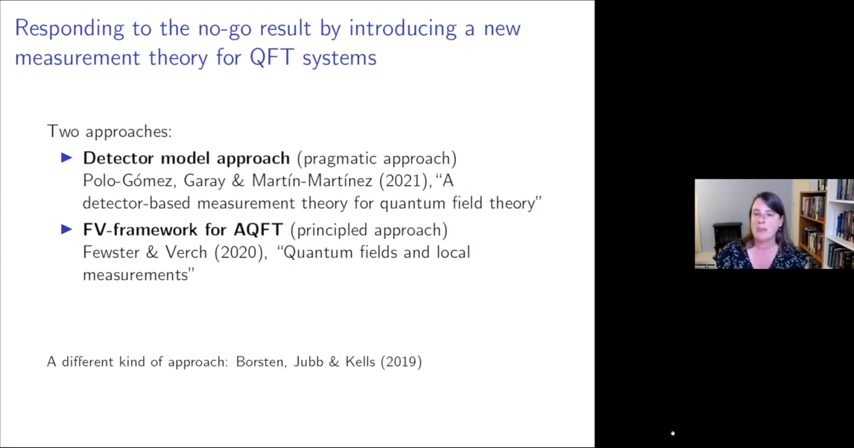 Responding to the no-go result by introducing a new
measurement theory for QFT systems
Two approaches:
▶ Detector model approach (pragmatic approach)
Polo-Gómez, Garay & Martín-Martínez (2021),“A
detector-based measurement theory for quantum field theory”
▶ FV-framework for AQFT (principled approach)
Fewster & Verch (2020), “Quantum fields and local
measurements”
A different kind of approach: Borsten, Jubb & Kells (2019)